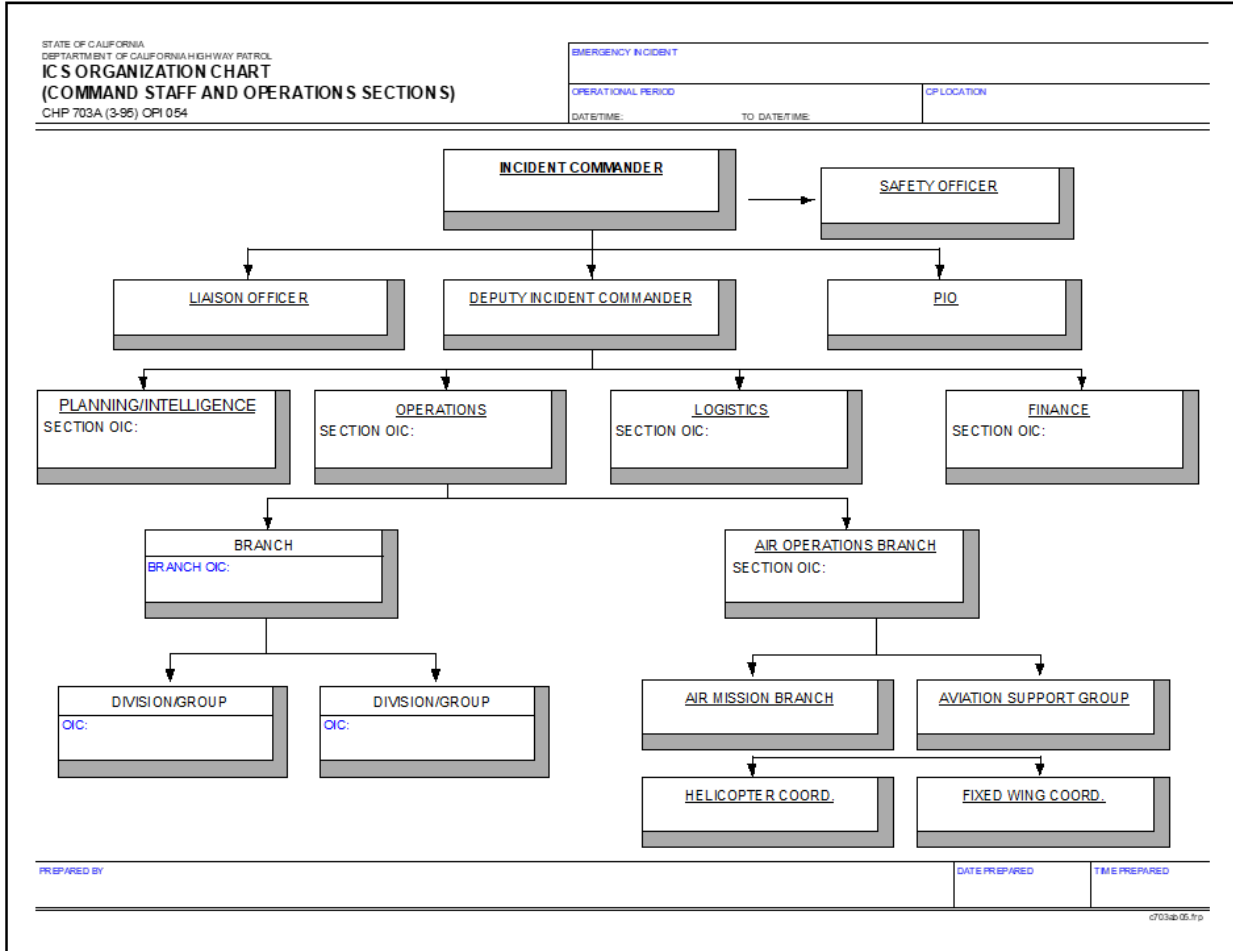 STATE OF CALIFORNIA
DEPTARTMENT OF CALIFORNIA HIGHWAY PATROL
ICS ORGANIZATION CHART
(COMMAND STAFF AND OPERATIONS SECTIONS)
CHP 703A (3-95) OPI 054
EMERGENCY INCIDENT
OPERATIONAL PERIOD
CP LOCATION
DATE/TIME:
TO DATE/TIME:
INCIDENT COMMANDER
SAFETY OFFICER
LIAISON OFFICER
DEPUTY INCIDENT COMMANDER
PIO
PLANNING/INTELLIGENCE
SECTION OIC:
OPERATIONS
SECTION OIC:
LOGISTICS
SECTION OIC:
FINANCE
SECTION OIC:
BRANCH
BRANCH OIC:
AIR OPERATIONS BRANCH
SECTION OIC:
DIVISION/GROUP
OIC:
DIVISION/GROUP
OIC:
AIR MISSION BRANCH
AVIATION SUPPORT GROUP
HELICOPTER COORD.
FIXED WING COORD.
PREPARED BY
DATE PREPARED
TIME PREPARED
c703ab05.frp